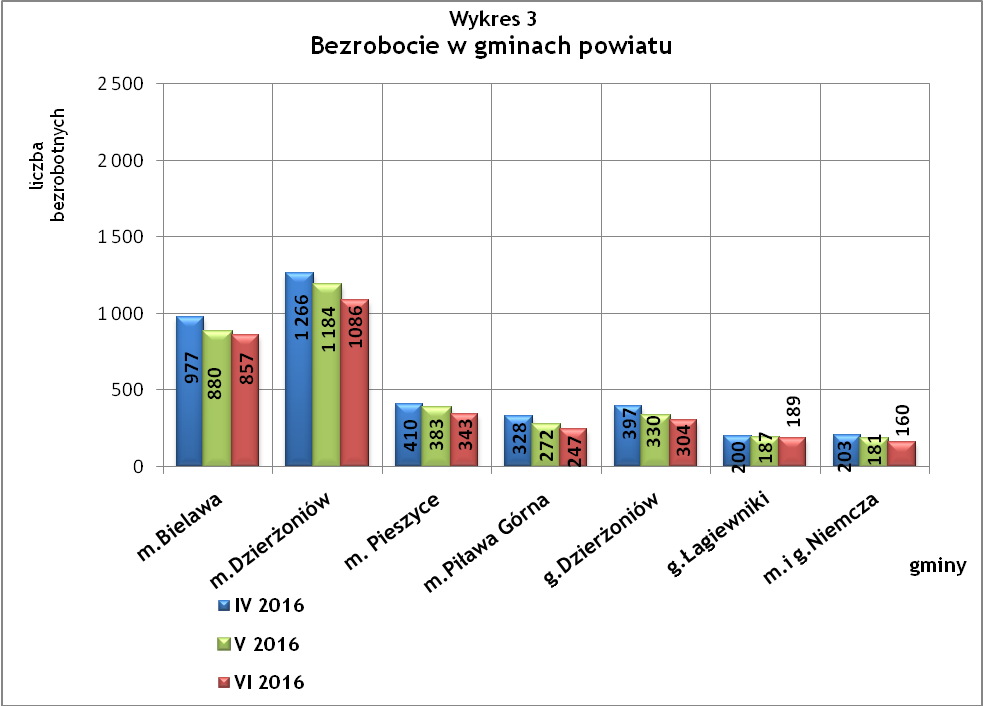 Wykres 3
Bezrobocie w gminach powiatu
liczba
bezrobotnych
2 500
2 000
1 500
1 000
500
0
977
880
857
1 266
1 184
1086
410
383
343
328
272
247
397
330
304
200
187
189
203
181
160
m.Bielawa
m.Dzierżoniów
m. Pieszyce
m.Piława Górna
g.Dzierżoniów
g.Łagiewniki
m.i g.Niemcza
gminy
IV 2016
V 2016
VI 2016